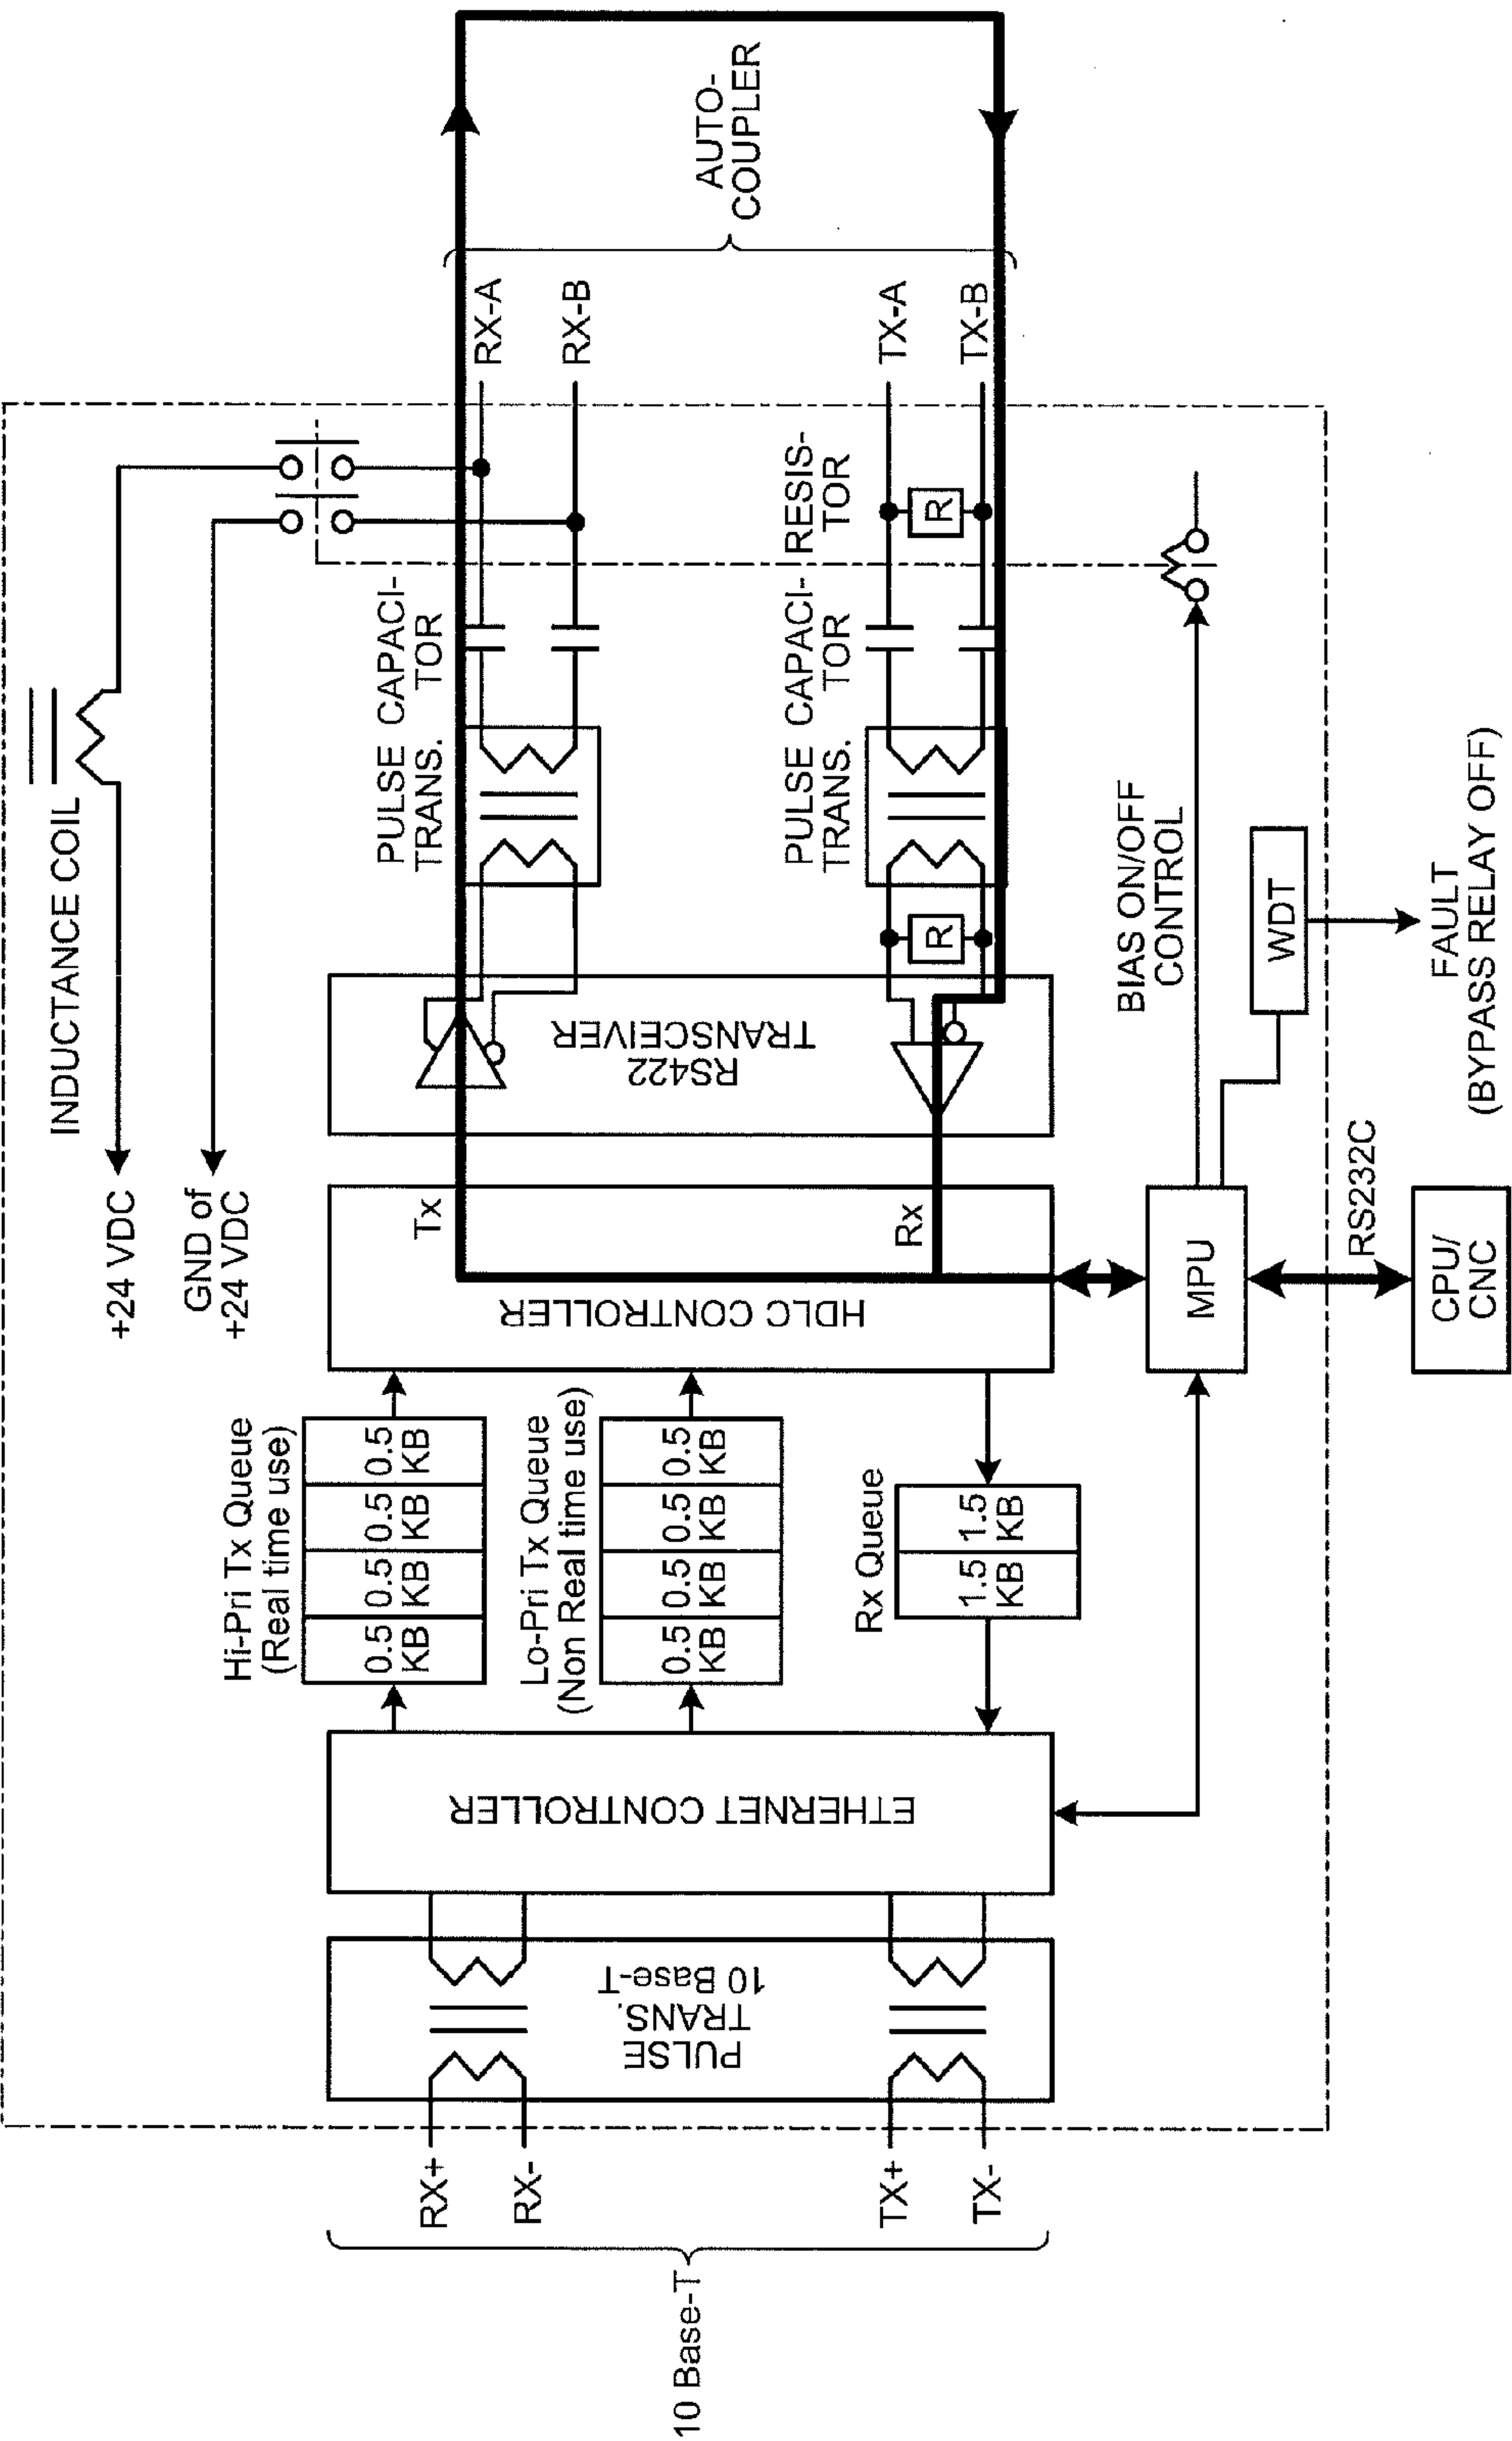 10 Base-T
RX+
RX-
TX+
TX-
PULSE
TRANS.
10 Base-T
ETHERNET CONTROLLER
Hi-Pri Tx Queue
(Real time use)
0.5
KB
0.5
KB
0.5
KB
0.5
KB
Lo-Pri Tx Queue
(Non Real time use)
0.5
KB
0.5
KB
0.5
KB
0.5
KB
Rx Queue
1.5
KB
1.5
KB
HDLC CONTROLLER
Tx
Rx
MPU
RS232C
CPU/
CNC
+24 VDC
GND of
+24 VDC
INDUCTANCE COIL
RS422
TRANSCEIVER
PULSE
TRANS.
CAPACI-
TOR
PULSE
TRANS.
CAPACI-
TOR
RESIS-
TOR
R
R
BIAS ON/OFF
CONTROL
WDT
FAULT
(BYPASS RELAY OFF)
RX-A
RX-B
TX-A
TX-B
AUTO-
COUPLER